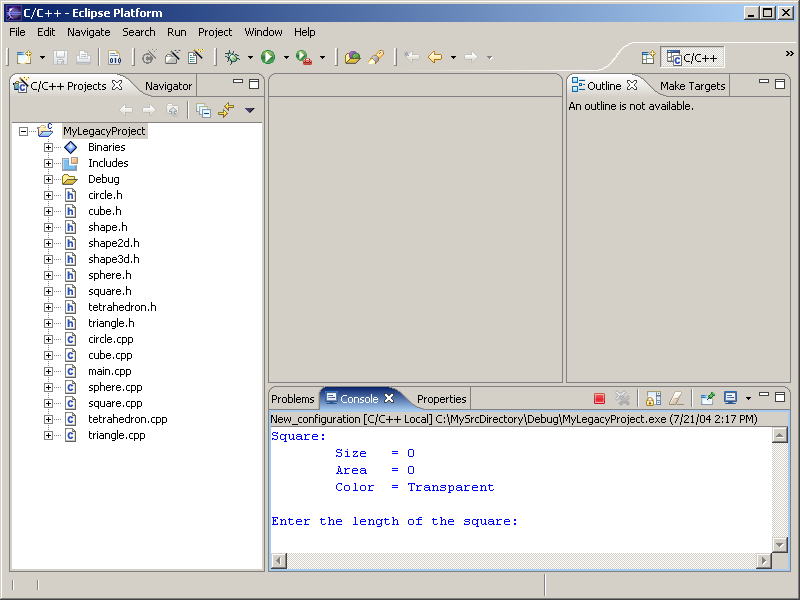 C/C++ - Eclipse Platform
File Edit Navigate Search Run Project Window Help
010
C/C++
»
C/C++ Projects
Navigator
MyLegacyProject
Binaries
Includes
Debug
circle.h
cube.h
shape.h
shape2d.h
shape3d.h
sphere.h
square.h
tetrahedron.h
triangle.h
circle.cpp
cube.cpp
main.cpp
sphere.cpp
square.cpp
tetrahedron.cpp
triangle.cpp
Outline
Make Targets
An outline is not available.
Problems
Console
Properties
New_configuration [C/C++ Local] C:\MySrcDirectory\Debug\MyLegacyProject.exe (7/21/04 2:17 PM)
Square:
Size = 0
Area = 0
Color = Transparent
Enter the length of the square: